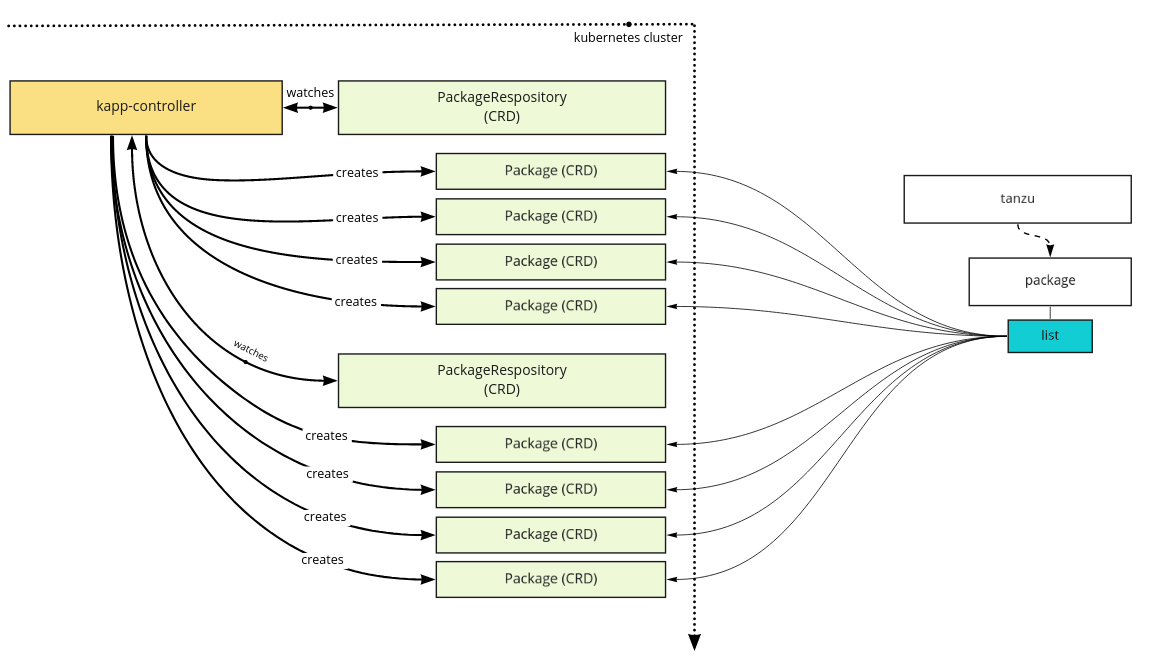 kubernetes cluster
kapp-controller
watches
PackageRespository
(CRD)
creates
Package (CRD)
creates
Package (CRD)
creates
Package (CRD)
creates
Package (CRD)
tanzu
package
list
watches
PackageRespository
(CRD)
creates
Package (CRD)
creates
Package (CRD)
creates
Package (CRD)
creates
Package (CRD)